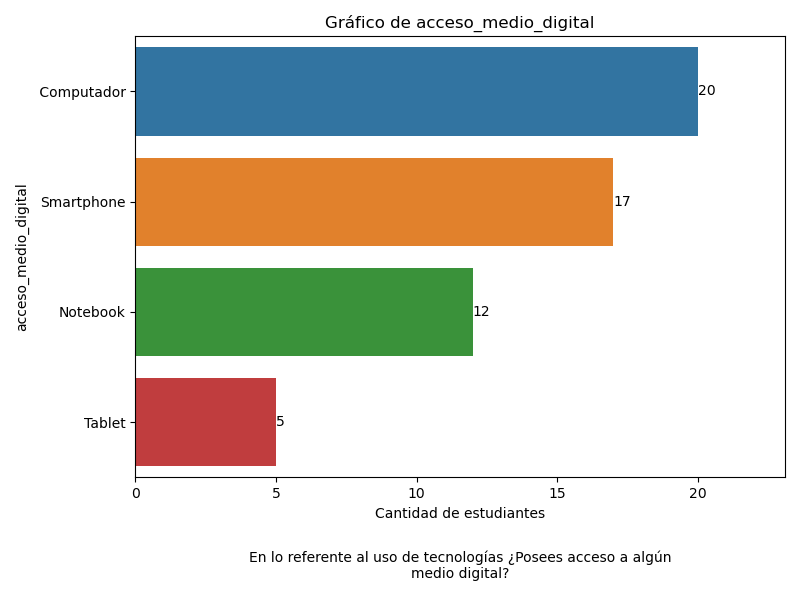 Gráfico de acceso_medio_digital
acceso_medio_digital
Computador
20
Smartphone
17
Notebook
12
Tablet
5
0 5 10 15 20
Cantidad de estudiantes
En lo referente al uso de tecnologías ¿Posees acceso a algún
medio digital?